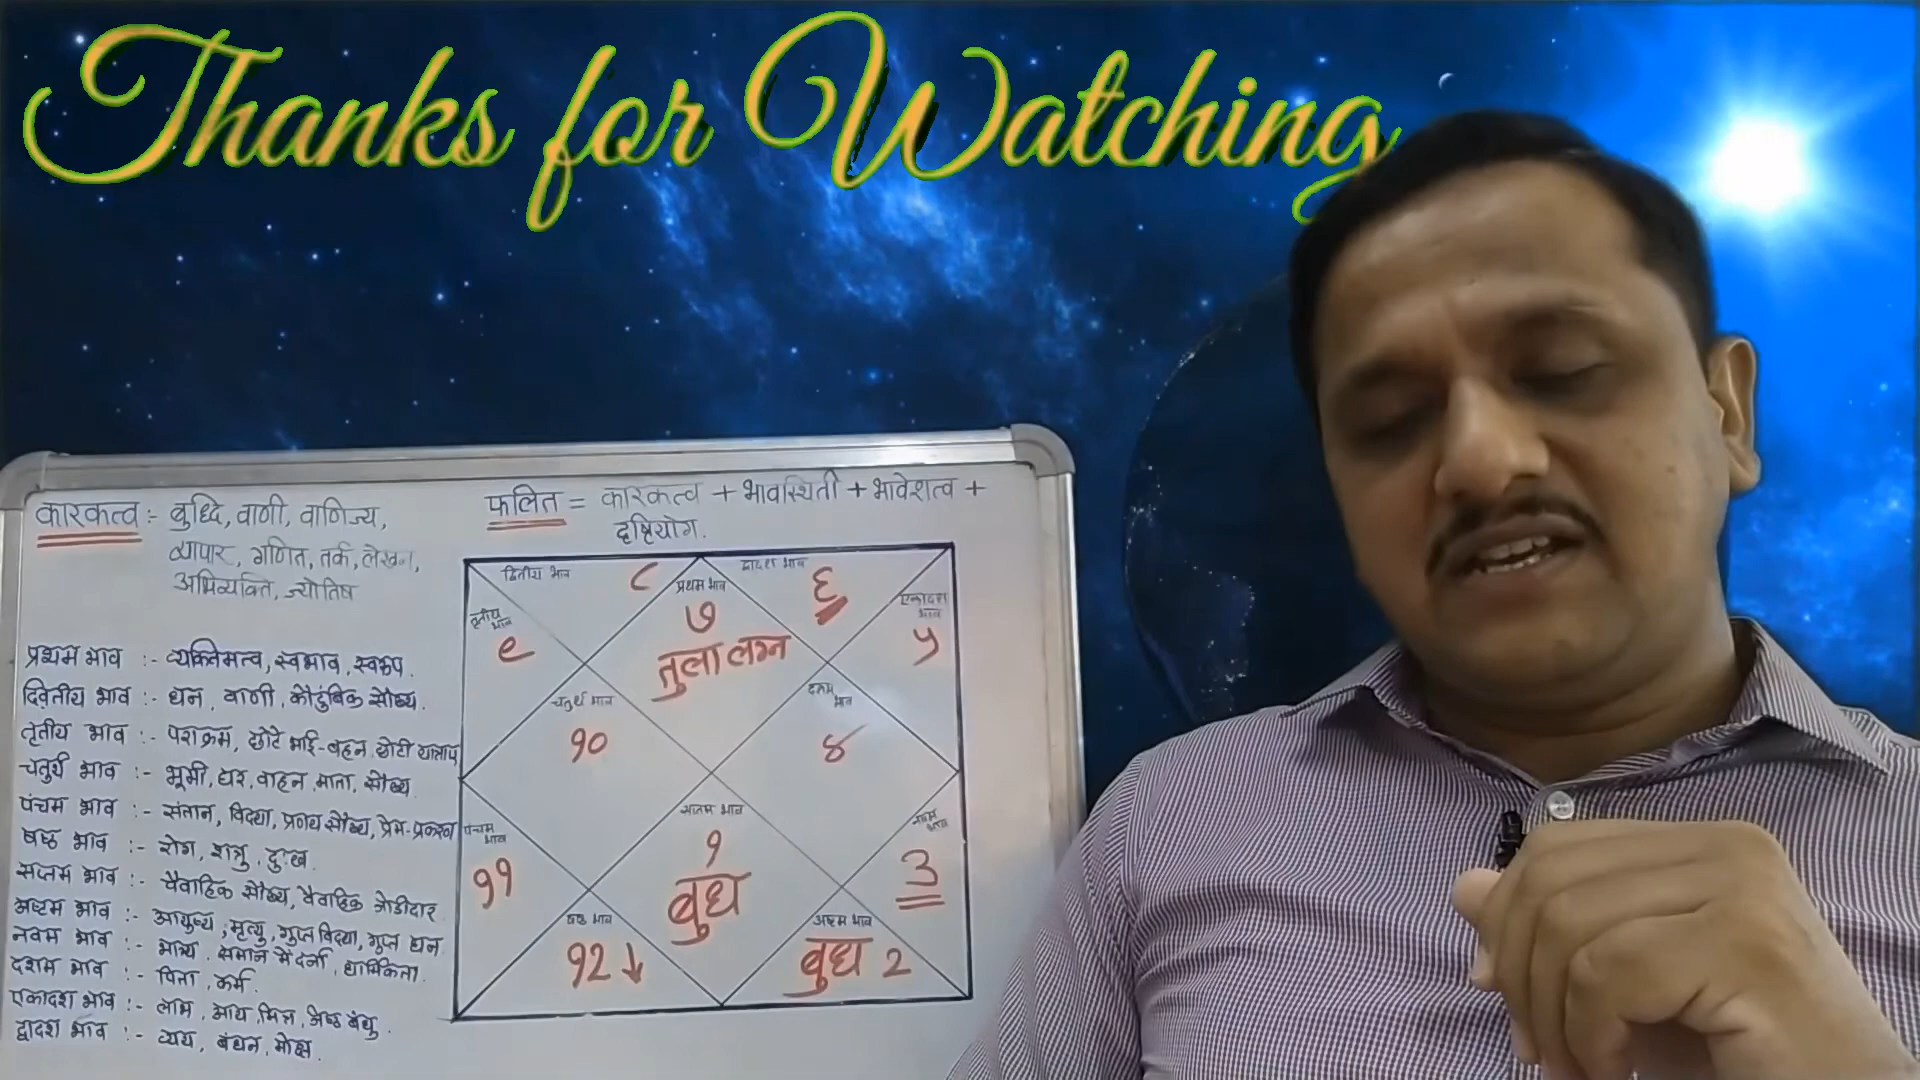 Thanks for Watching
कारकत्व :- बुध्दि, वाणी, वाणिज्य,
व्यापार, गणित, तर्क, लेखन,
अभिव्यक्ति, ज्योतिष
फलित = कारकत्व + भावस्थिती + भावेशत्व +
दृष्टियोग.
प्रथम भाव :- व्यक्तिमत्व, स्वभाव, स्वरूप.
दिव़तीय भाव :- धन, वाणी, कौटुंबिक सौख्य.
तृतीय भाव :- पराक्रम, छोटे भाई-बहन, छोटी यात्राए
चतुर्थ भाव :- भूमी, घर, वाहन, माता, सौख्य.
पंचम भाव :- संतान, विद्या, प्रणय सौख्य, प्रेम-प्रकरण
षष्ठ भाव :- रोग, शत्रु, दुःख.
सप्तम भाव :- वैवाहिक सौख्य, वैवाहिक जोडीदार.
अष्टम भाव :- आयुष्य, मृत्यु, गुप्त विद्या, गुप्त धन
नवम भाव :- भाग्य, समान में दर्जा, धार्मिकता.
दशम भाव :- पिता, कर्म.
एकादश भाव :- लाभ, आय, मित्र, जेष्ठ बंधु.
द्वादश भाव :- व्यय, बंधन, मोक्ष.
द्वितीय भाव ८
प्रथम भाव
७
तुला लग्न
द्वादश भाव
६
तृतीय भाव
९
एकादश भाव
५
चतुर्थ भाव
१०
दशम भाव
४
पंचम भाव
११
सप्तम भाव
१
बुध
नवम भाव
३
षष्ठ भाव
१२ ↓
अष्टम भाव
बुध २